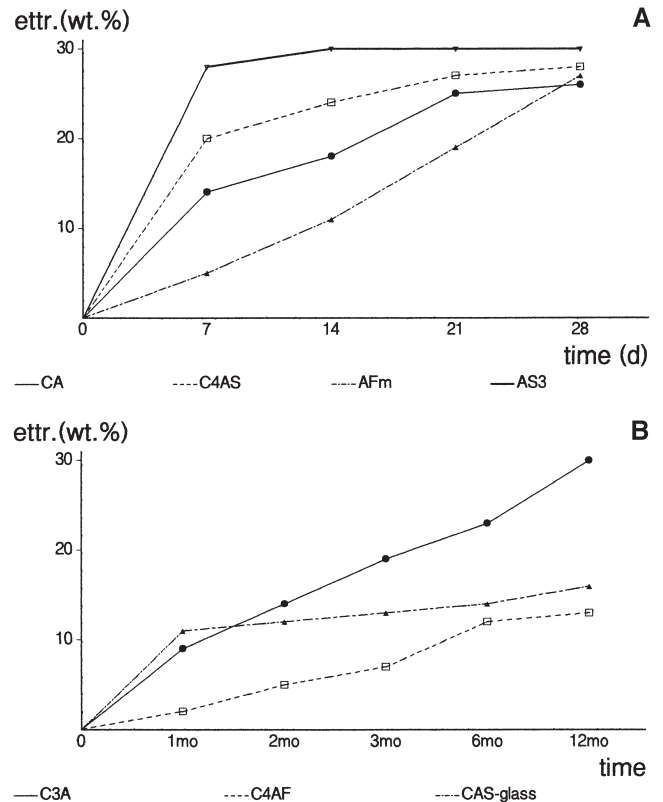 ettr.(wt.%) A
30
20
10
0 7 14 21 28
time (d)
CA C4AS AFm AS3
ettr.(wt.%) B
30
20
10
0 1mo 2mo 3mo 6mo 12mo
time
C3A C4AF CAS-glass